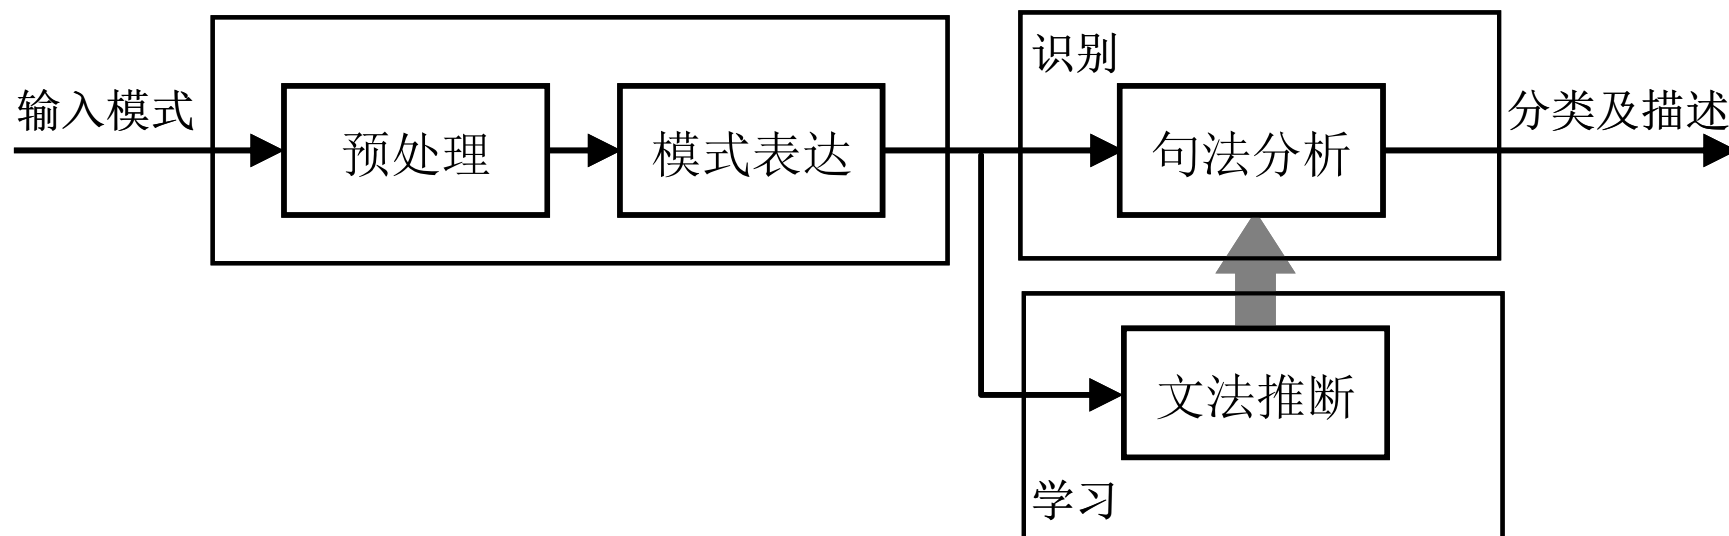 识别
输入模式
分类及描述
预处理
模式表达
句法分析
文法推断
学习